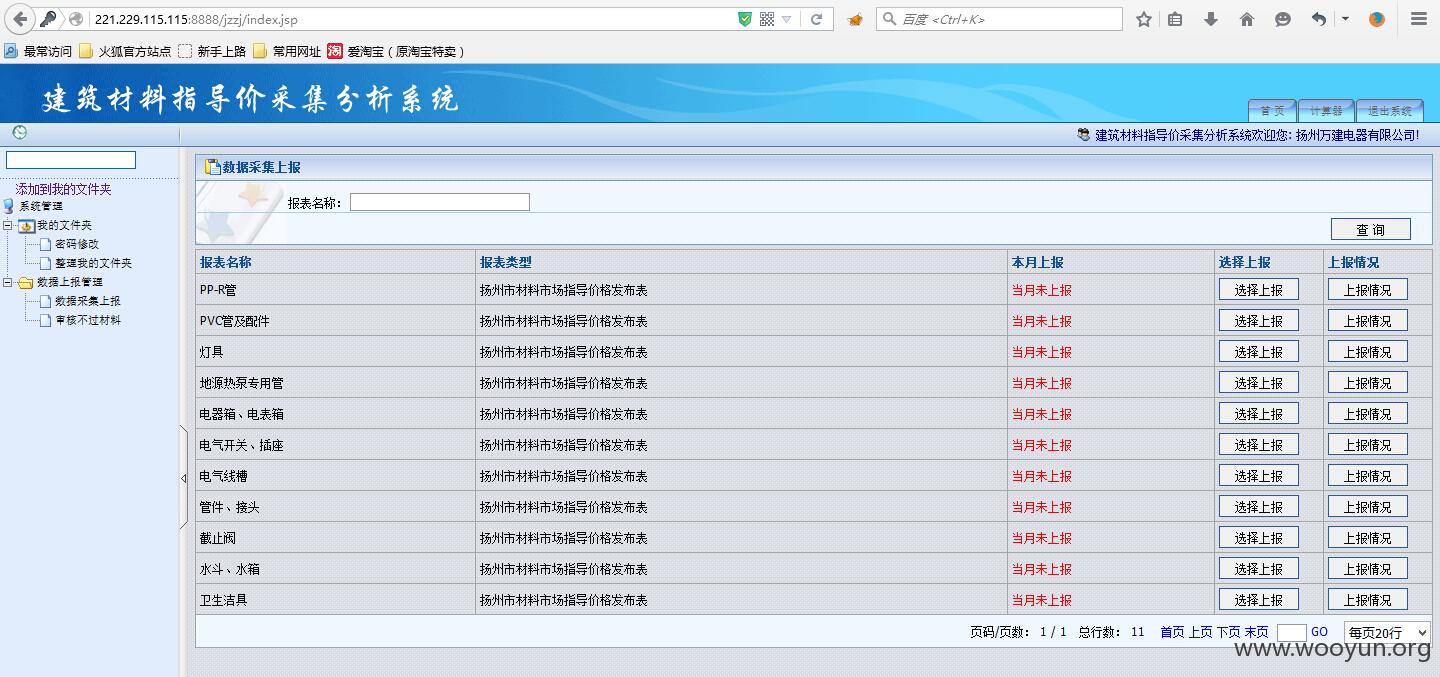 221.229.115.115:8888/jzzj/index.jsp
百度 <Ctrl+K>
最常访问 火狐官方站点 新手上路 常用网址 淘 爱淘宝（原淘宝特卖）
建筑材料指导价采集分析系统
首页 计算器 退出系统
建筑材料指导价采集分析系统欢迎您: 扬州万建电器有限公司!
添加到我的文件夹
系统管理
我的文件夹
密码修改
整理我的文件夹
数据上报管理
数据采集上报
审核不过材料
数据采集上报
报表名称:
查 询
报表名称 报表类型 本月上报 选择上报 上报情况
PP-R管 扬州市材料市场指导价格发布表 当月未上报 选择上报 上报情况
PVC管及配件 扬州市材料市场指导价格发布表 当月未上报 选择上报 上报情况
灯具 扬州市材料市场指导价格发布表 当月未上报 选择上报 上报情况
地源热泵专用管 扬州市材料市场指导价格发布表 当月未上报 选择上报 上报情况
电器箱、电表箱 扬州市材料市场指导价格发布表 当月未上报 选择上报 上报情况
电气开关、插座 扬州市材料市场指导价格发布表 当月未上报 选择上报 上报情况
电气线槽 扬州市材料市场指导价格发布表 当月未上报 选择上报 上报情况
管件、接头 扬州市材料市场指导价格发布表 当月未上报 选择上报 上报情况
截止阀 扬州市材料市场指导价格发布表 当月未上报 选择上报 上报情况
水斗、水箱 扬州市材料市场指导价格发布表 当月未上报 选择上报 上报情况
卫生洁具 扬州市材料市场指导价格发布表 当月未上报 选择上报 上报情况
页码/页数: 1 / 1 总行数: 11 首页 上页 下页 末页 GO 每页20行
www.wooyun.org